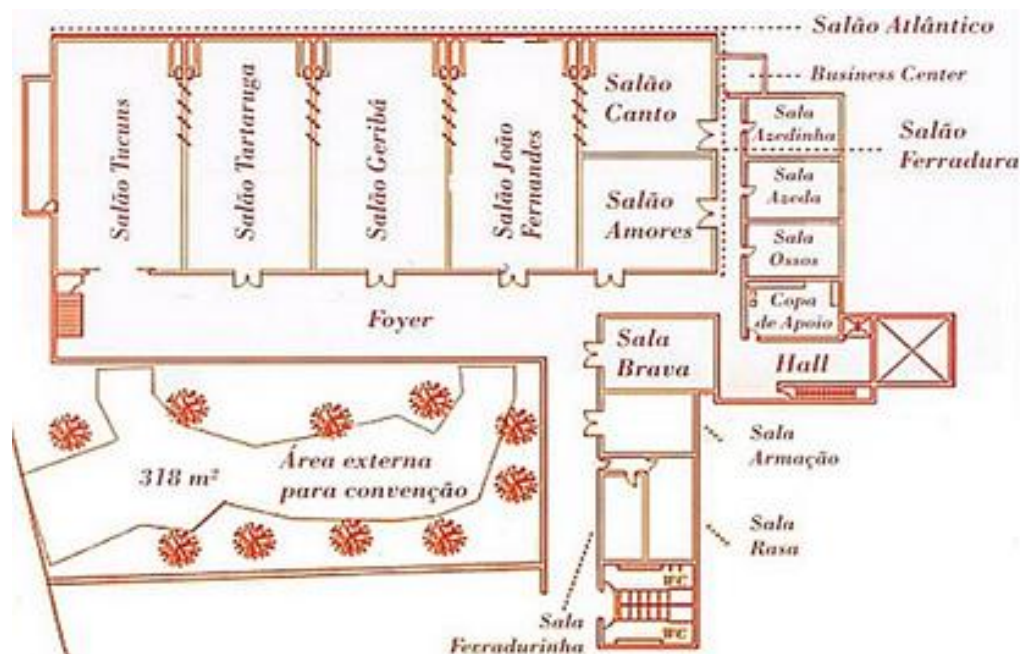 Salão Atlântico
Business Center
Salão
Ferradura
Salão Tucuns
Salão Tartaruga
Salão Geribá
Salão João
Fernandes
Salão
Canto
Salão
Amores
Sala
Azedinha
Sala
Azeda
Sala
Ossos
Copa
de Apoio
Foyer
Sala
Brava
Hall
318 m²
Área externa
para convenção
Sala
Armação
Sala
Rasa
WC
WC
Sala
Ferradurinha